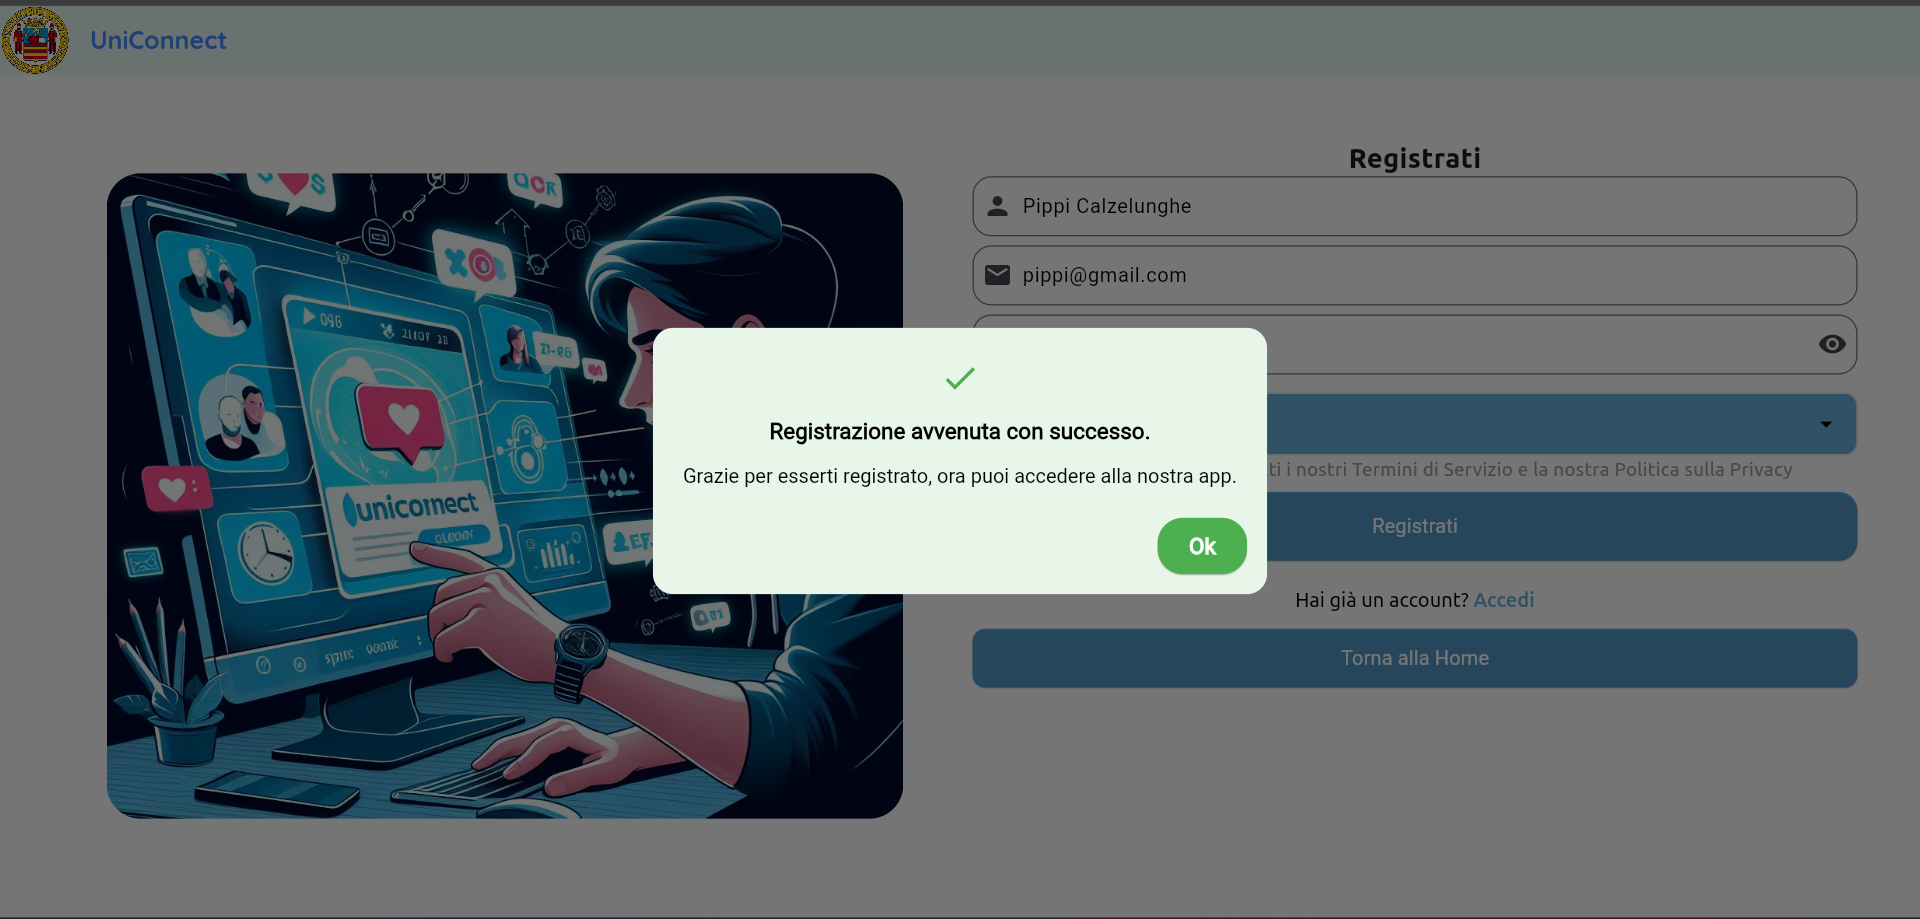 UniConnect
Registrati
Pippi Calzelunghe
pippi@gmail.com
Registrazione avvenuta con successo.
Grazie per esserti registrato, ora puoi accedere alla nostra app.
Ok
i nostri Termini di Servizio e la nostra Politica sulla Privacy
Registrati
Hai già un account? Accedi
Torna alla Home
096
unicornect